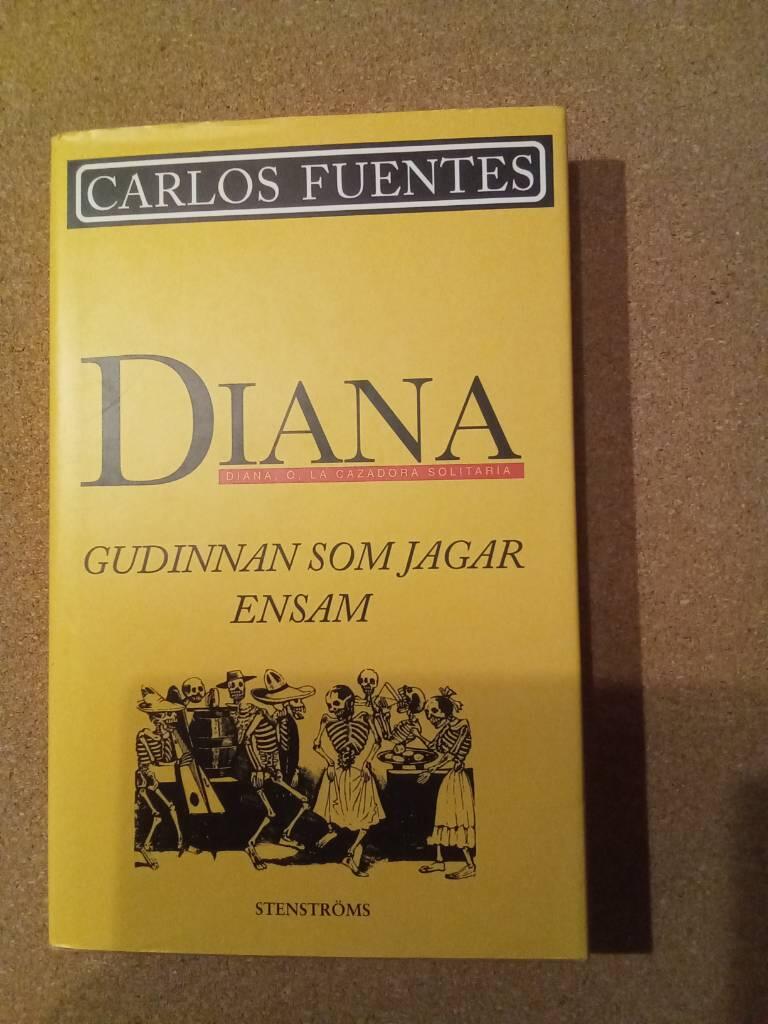 CARLOS FUENTES
DIANA
DIANA, O, LA CAZADORA SOLITARIA
GUDINNAN SOM JAGAR
ENSAM
STENSTRÖMS